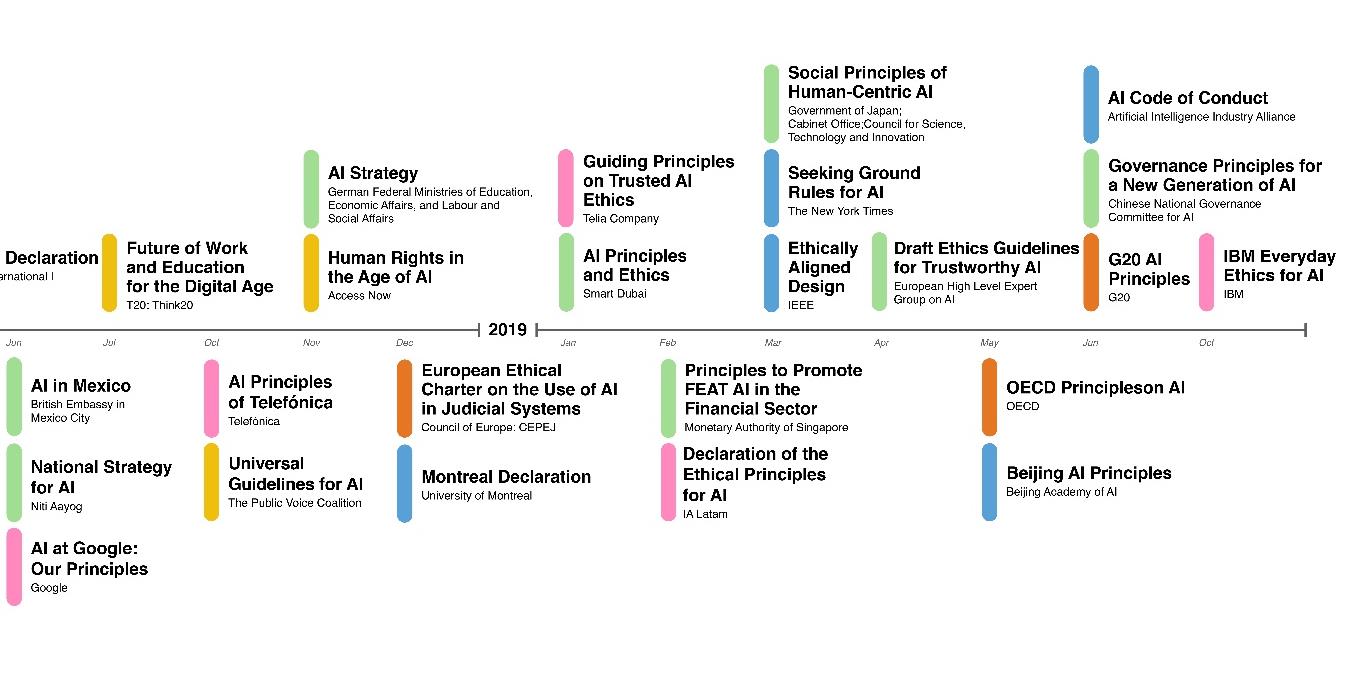 Social Principles of
Human-Centric AI
Government of Japan;
Cabinet Office;Council for Science,
Technology and Innovation
AI Code of Conduct
Artificial Intelligence Industry Alliance
AI Strategy
German Federal Ministries of Education,
Economic Affairs, and Labour and
Social Affairs
Guiding Principles
on Trusted AI
Ethics
Telia Company
Seeking Ground
Rules for AI
The New York Times
Governance Principles for
a New Generation of AI
Chinese National Governance
Committee for AI
Declaration
ernational I
Future of Work
and Education
for the Digital Age
T20: Think20
Human Rights in
the Age of AI
Access Now
AI Principles
and Ethics
Smart Dubai
Ethically
Aligned
Design
IEEE
Draft Ethics Guidelines
for Trustworthy AI
European High Level Expert
Group on AI
G20 AI
Principles
G20
IBM Everyday
Ethics for AI
IBM
2019
Jun Jul Oct Nov Dec Jan Feb Mar Apr May Jun Oct
AI in Mexico
British Embassy in
Mexico City
AI Principles
of Telefónica
Telefónica
European Ethical
Charter on the Use of AI
in Judicial Systems
Council of Europe: CEPEJ
Principles to Promote
FEAT AI in the
Financial Sector
Monetary Authority of Singapore
OECD Principleson AI
OECD
National Strategy
for AI
Niti Aayog
Universal
Guidelines for AI
The Public Voice Coalition
Montreal Declaration
University of Montreal
Declaration of the
Ethical Principles
for AI
IA Latam
Beijing AI Principles
Beijing Academy of AI
AI at Google:
Our Principles
Google